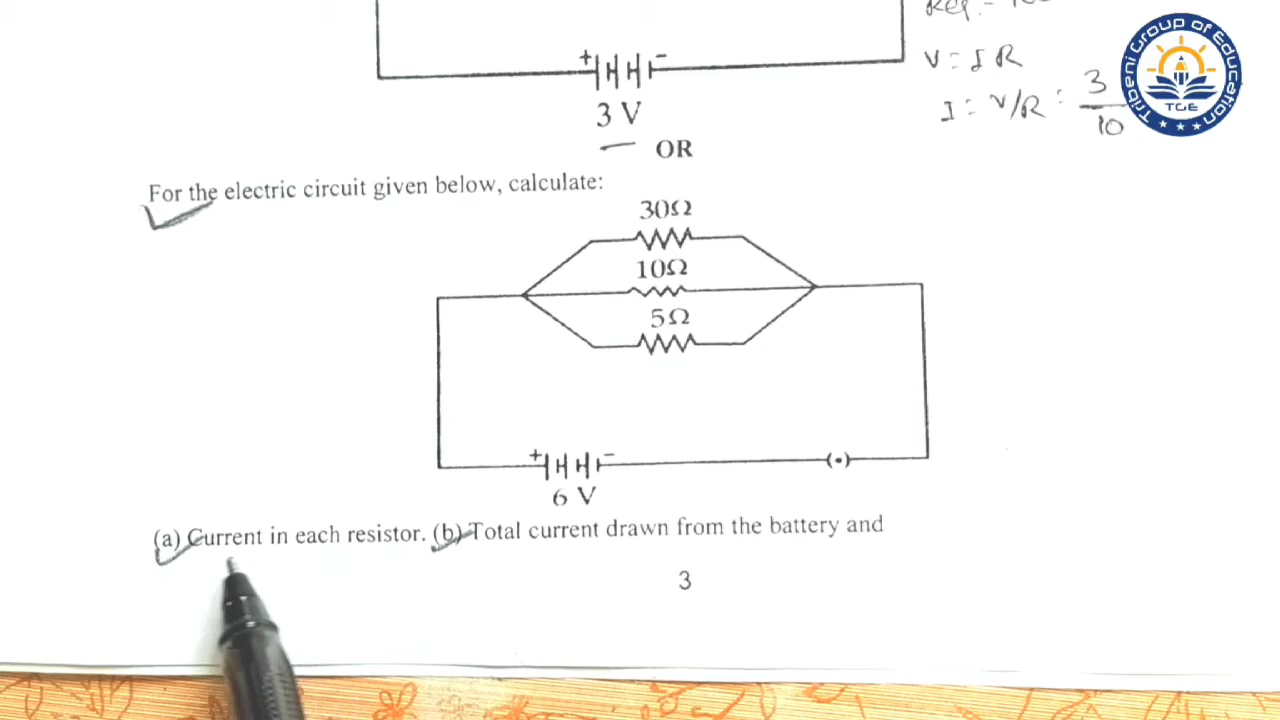 V = I R
I = V/R = 3/10
Tribeni Group of Education
TGE
+ −
3 V
OR
For the electric circuit given below, calculate:
30Ω
10Ω
5Ω
+ −
(•)
6 V
(a) Current in each resistor. (b) Total current drawn from the battery and
3